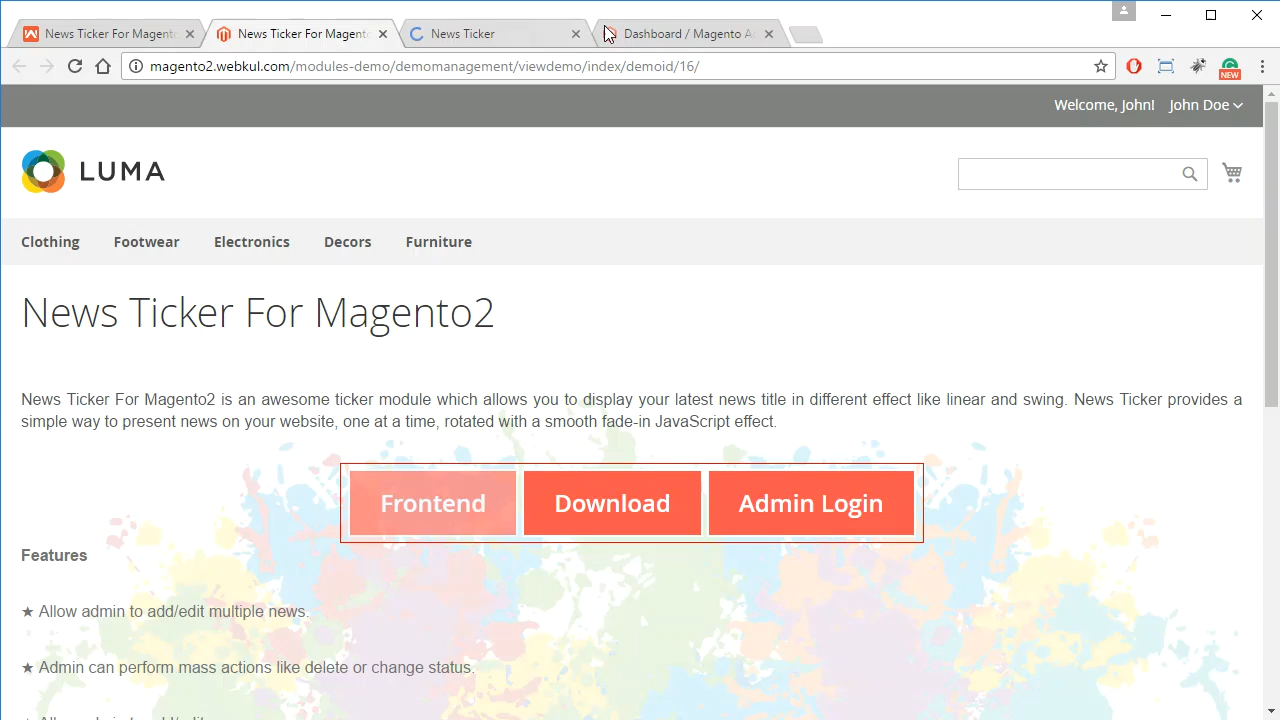 News Ticker For Magento
News Ticker For Magento
News Ticker
Dashboard / Magento A
magento2.webkul.com/modules-demo/demomanagement/viewdemo/index/demoid/16/
NEW
Welcome, John! John Doe
LUMA
Clothing Footwear Electronics Decors Furniture
News Ticker For Magento2
News Ticker For Magento2 is an awesome ticker module which allows you to display your latest news title in different effect like linear and swing. News Ticker provides a
simple way to present news on your website, one at a time, rotated with a smooth fade-in JavaScript effect.
Frontend Download Admin Login
Features
★ Allow admin to add/edit multiple news.
★ Admin can perform mass actions like delete or change status.